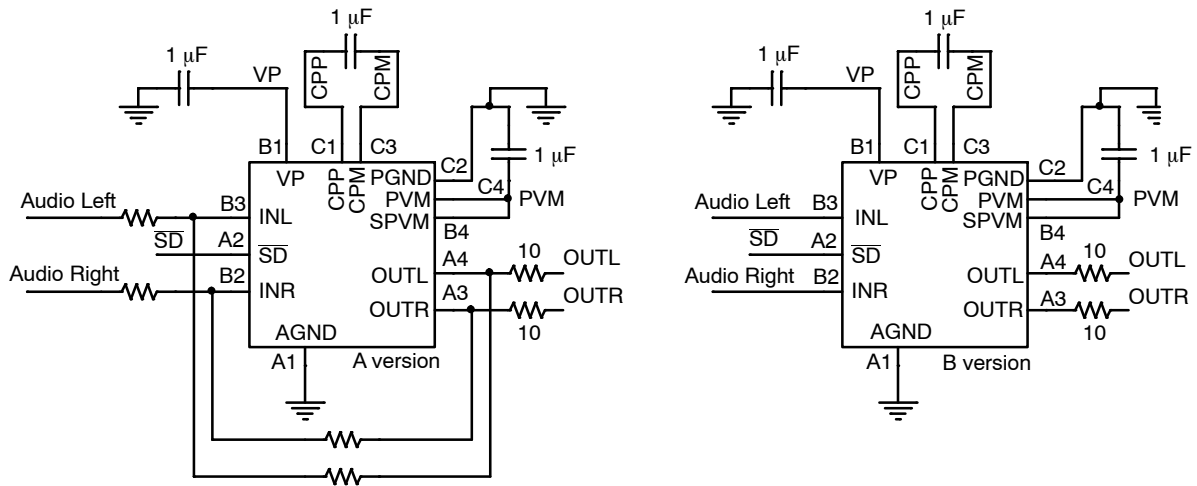 1 μF
1 μF
VP
CPP
CPM
B1
C1
C3
C2
1 μF
VP
CPP
CPM
PGND
PVM
C4
PVM
SPVM
B4
Audio Left
B3
INL
SD
A2
SD
Audio Right
B2
INR
A4
OUTL
10
OUTL
A3
OUTR
10
OUTR
AGND
A1
A version
1 μF
1 μF
VP
CPP
CPM
B1
C1
C3
C2
1 μF
VP
CPP
CPM
PGND
PVM
C4
PVM
SPVM
B4
Audio Left
B3
INL
SD
A2
SD
Audio Right
B2
INR
A4
OUTL
10
OUTL
A3
OUTR
10
OUTR
AGND
A1
B version